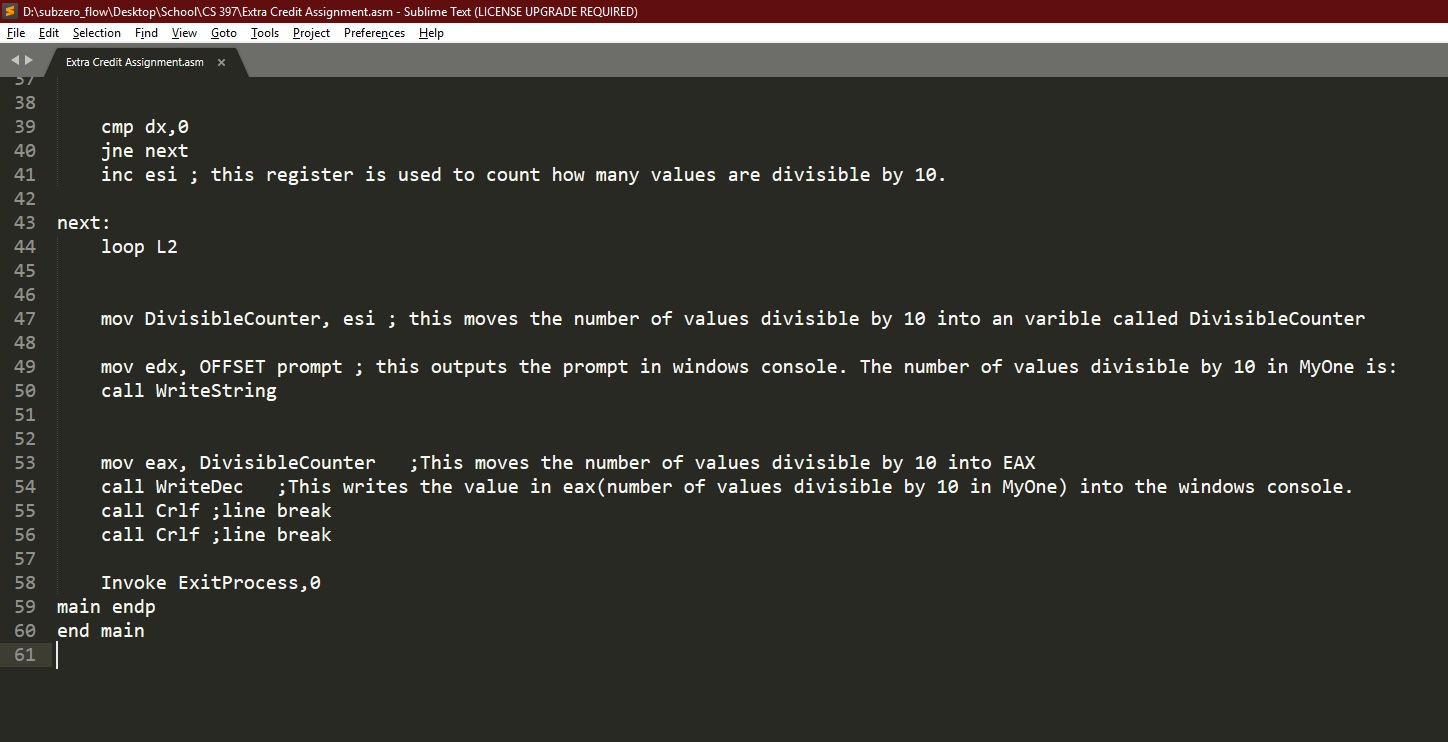 D:\subzero_flow\Desktop\School\CS 397\Extra Credit Assignment.asm - Sublime Text (LICENSE UPGRADE REQUIRED)
File Edit Selection Find View Goto Tools Project Preferences Help
Extra Credit Assignment.asm ×
37
38
39 cmp dx,0
40 jne next
41 inc esi ; this register is used to count how many values are divisible by 10.
42
43 next:
44 loop L2
45
46
47 mov DivisibleCounter, esi ; this moves the number of values divisible by 10 into an varible called DivisibleCounter
48
49 mov edx, OFFSET prompt ; this outputs the prompt in windows console. The number of values divisible by 10 in MyOne is:
50 call WriteString
51
52
53 mov eax, DivisibleCounter ;This moves the number of values divisible by 10 into EAX
54 call WriteDec ;This writes the value in eax(number of values divisible by 10 in MyOne) into the windows console.
55 call Crlf ;line break
56 call Crlf ;line break
57
58 Invoke ExitProcess,0
59 main endp
60 end main
61